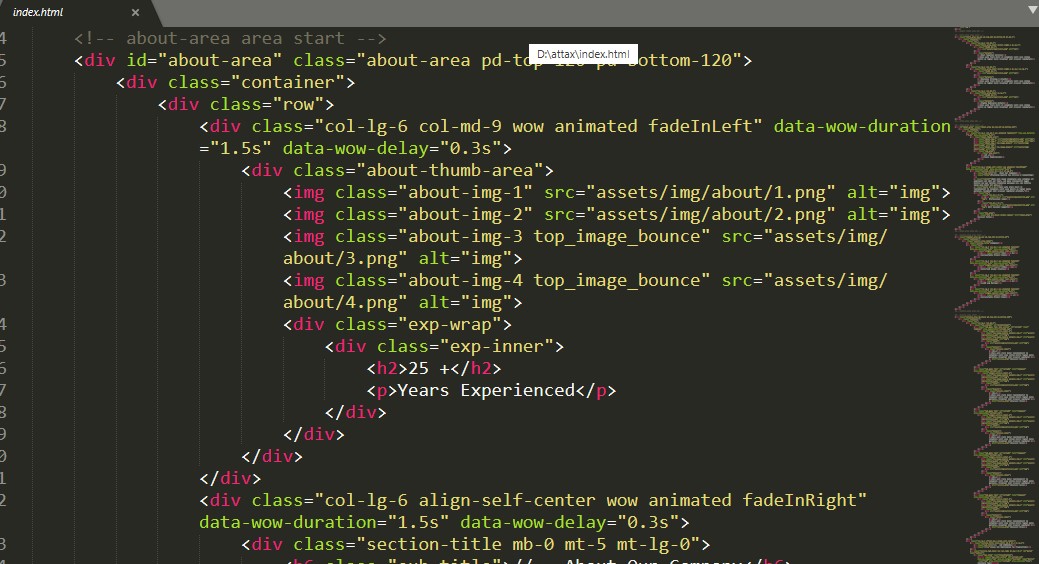 index.html ×
4 <!-- about-area area start -->
5 <div id="about-area" class="about-area pd-top-120 pd-bottom-120">
D:\attax\index.html
6 <div class="container">
7 <div class="row">
8 <div class="col-lg-6 col-md-9 wow animated fadeInLeft" data-wow-duration
="1.5s" data-wow-delay="0.3s">
9 <div class="about-thumb-area">
0 <img class="about-img-1" src="assets/img/about/1.png" alt="img">
1 <img class="about-img-2" src="assets/img/about/2.png" alt="img">
2 <img class="about-img-3 top_image_bounce" src="assets/img/
about/3.png" alt="img">
3 <img class="about-img-4 top_image_bounce" src="assets/img/
about/4.png" alt="img">
4 <div class="exp-wrap">
5 <div class="exp-inner">
6 <h2>25 +</h2>
7 <p>Years Experienced</p>
8 </div>
9 </div>
0 </div>
1 </div>
2 <div class="col-lg-6 align-self-center wow animated fadeInRight"
data-wow-duration="1.5s" data-wow-delay="0.3s">
3 <div class="section-title mb-0 mt-5 mt-lg-0">